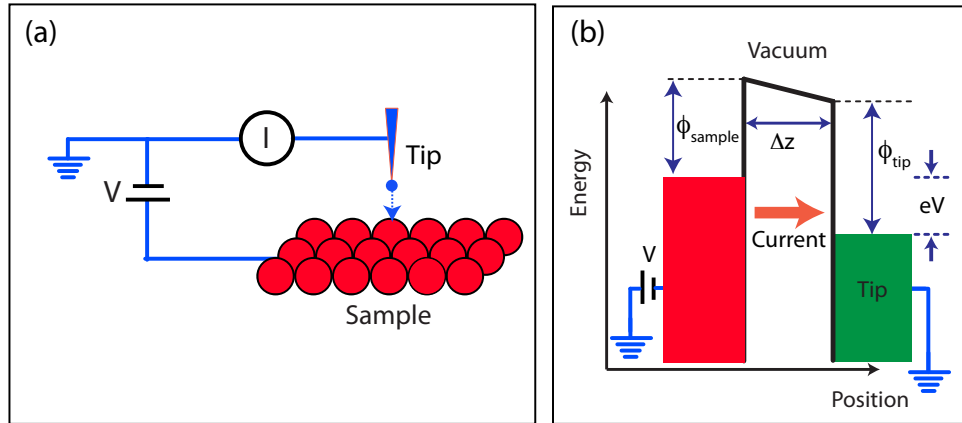 (a)
I
Tip
V
Sample
(b)
Vacuum
ϕsample
Δz
ϕtip
Energy
eV
Current
V
Tip
Position